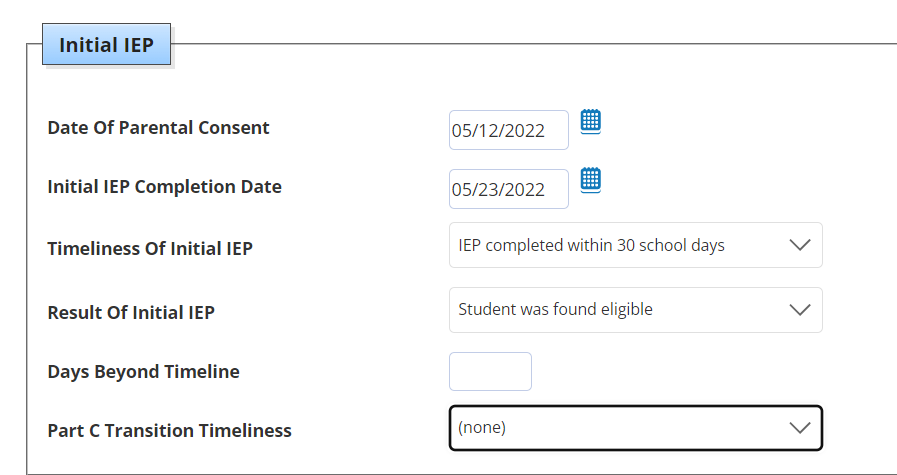 Initial IEP
Date Of Parental Consent 05/12/2022
Initial IEP Completion Date 05/23/2022
Timeliness Of Initial IEP IEP completed within 30 school days
Result Of Initial IEP Student was found eligible
Days Beyond Timeline
Part C Transition Timeliness (none)